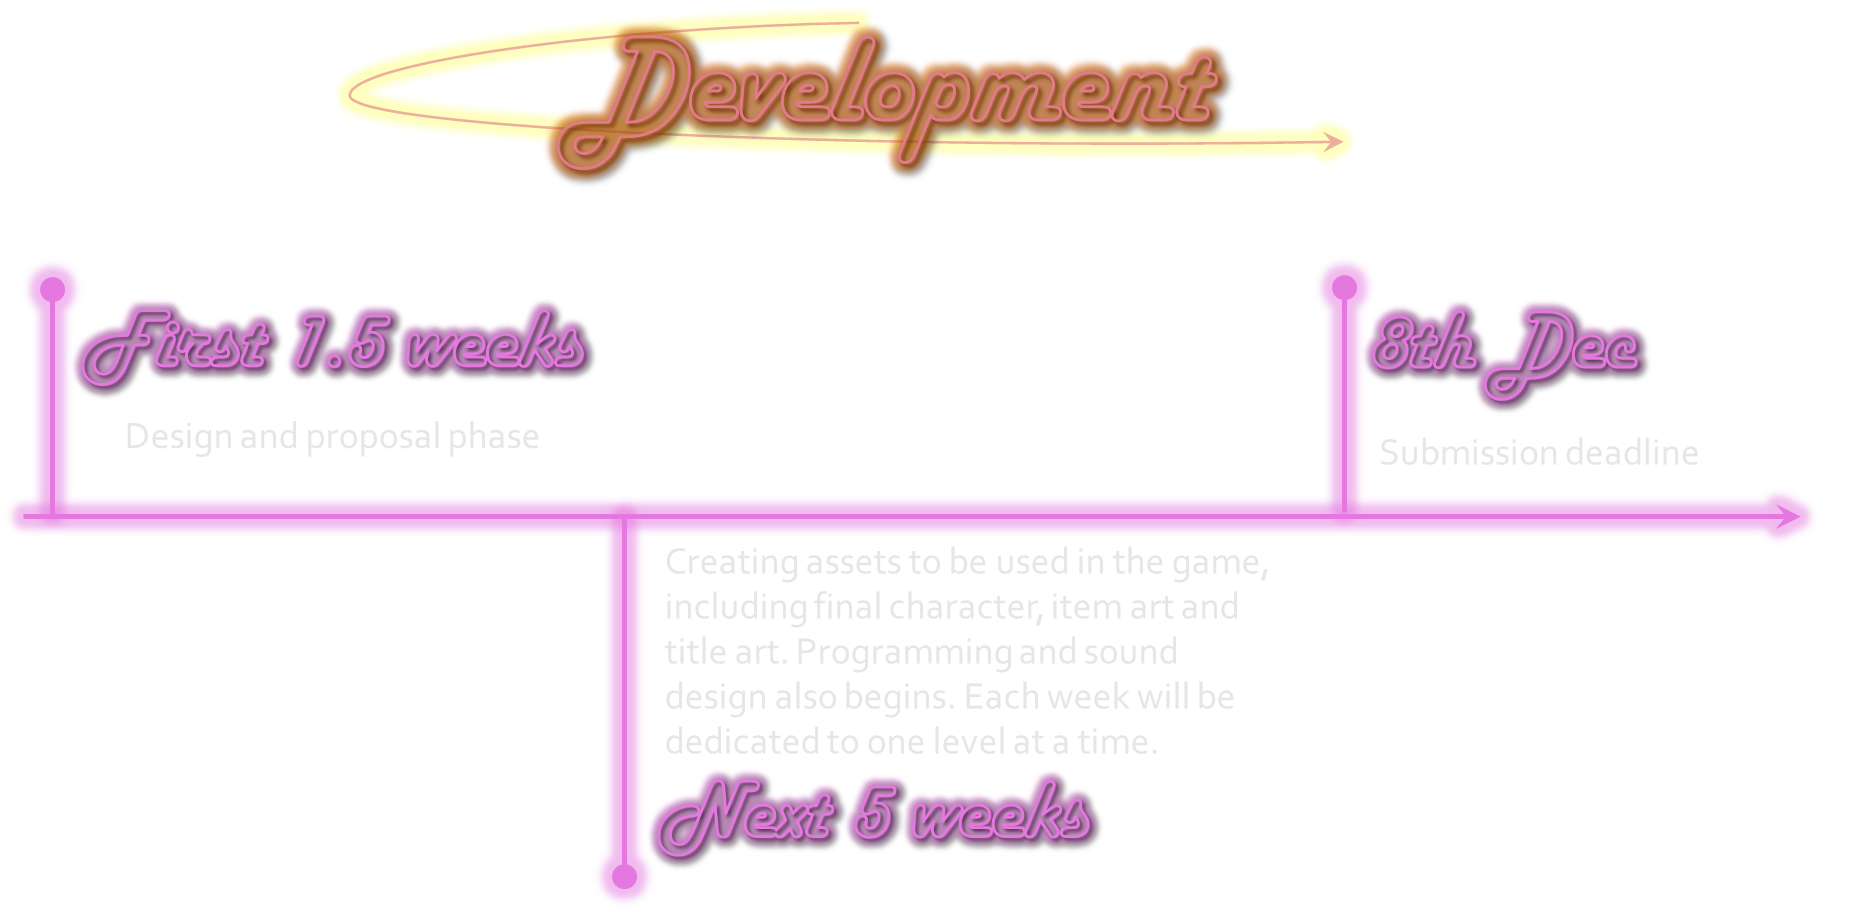 Development
First 1.5 weeks
Design and proposal phase
8th Dec
Submission deadline
Creating assets to be used in the game,
including final character, item art and
title art. Programming and sound
design also begins. Each week will be
dedicated to one level at a time.
Next 5 weeks